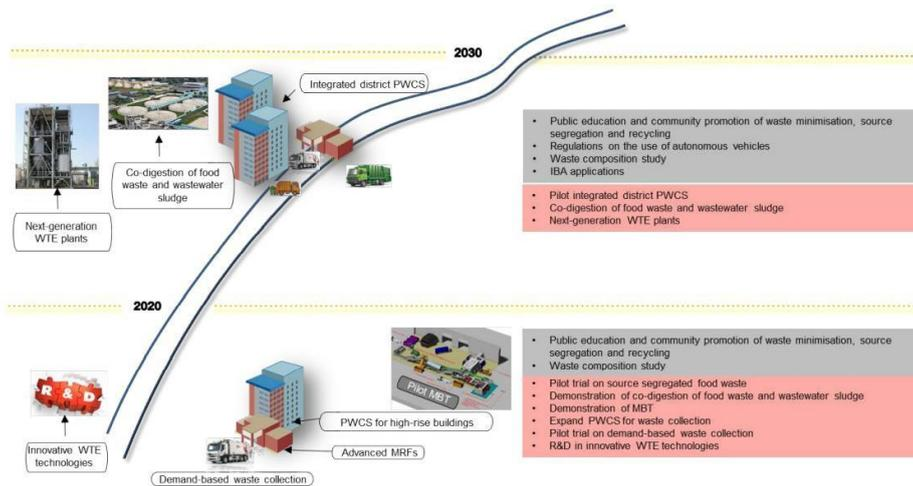 2030
Integrated district PWCS
Co-digestion of food
waste and wastewater
sludge
Next-generation
WTE plants
• Public education and community promotion of waste minimisation, source
segregation and recycling
• Regulations on the use of autonomous vehicles
• Waste composition study
• IBA applications
• Pilot integrated district PWCS
• Co-digestion of food waste and wastewater sludge
• Next-generation WTE plants
2020
R&D
Innovative WTE
technologies
Pilot MBT
PWCS for high-rise buildings
Advanced MRFs
Demand-based waste collection
• Public education and community promotion of waste minimisation, source
segregation and recycling
• Waste composition study
• Pilot trial on source segregated food waste
• Demonstration of co-digestion of food waste and wastewater sludge
• Demonstration of MBT
• Expand PWCS for waste collection
• Pilot trial on demand-based waste collection
• R&D in innovative WTE technologies